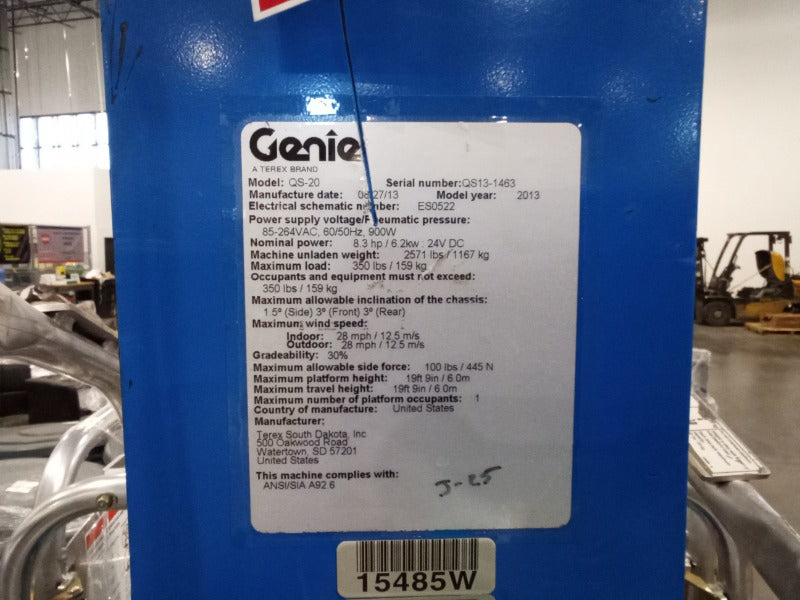 Genie
A TEREX BRAND
Model: QS-20 Serial number:QS13-1463
Manufacture date: 08/27/13 Model year: 2013
Electrical schematic number: ES0522
Power supply voltage/Pneumatic pressure:
85-264VAC, 60/50Hz, 900W
Nominal power: 8.3 hp / 6.2kw : 24V DC
Machine unladen weight: 2571 lbs / 1167 kg
Maximum load: 350 lbs / 159 kg
Occupants and equipment must not exceed:
350 lbs / 159 kg
Maximum allowable inclination of the chassis:
1.5º (Side) 3º (Front) 3º (Rear)
Maximum wind speed:
Indoor: 28 mph / 12.5 m/s
Outdoor: 28 mph / 12.5 m/s
Gradeability: 30%
Maximum allowable side force: 100 lbs / 445 N
Maximum platform height: 19ft 9in / 6.0m
Maximum travel height: 19ft 9in / 6.0m
Maximum number of platform occupants: 1
Country of manufacture: United States
Manufacturer:
Terex South Dakota, Inc
500 Oakwood Road
Watertown, SD 57201
United States
This machine complies with:
ANSI/SIA A92.6
J-25
15485W